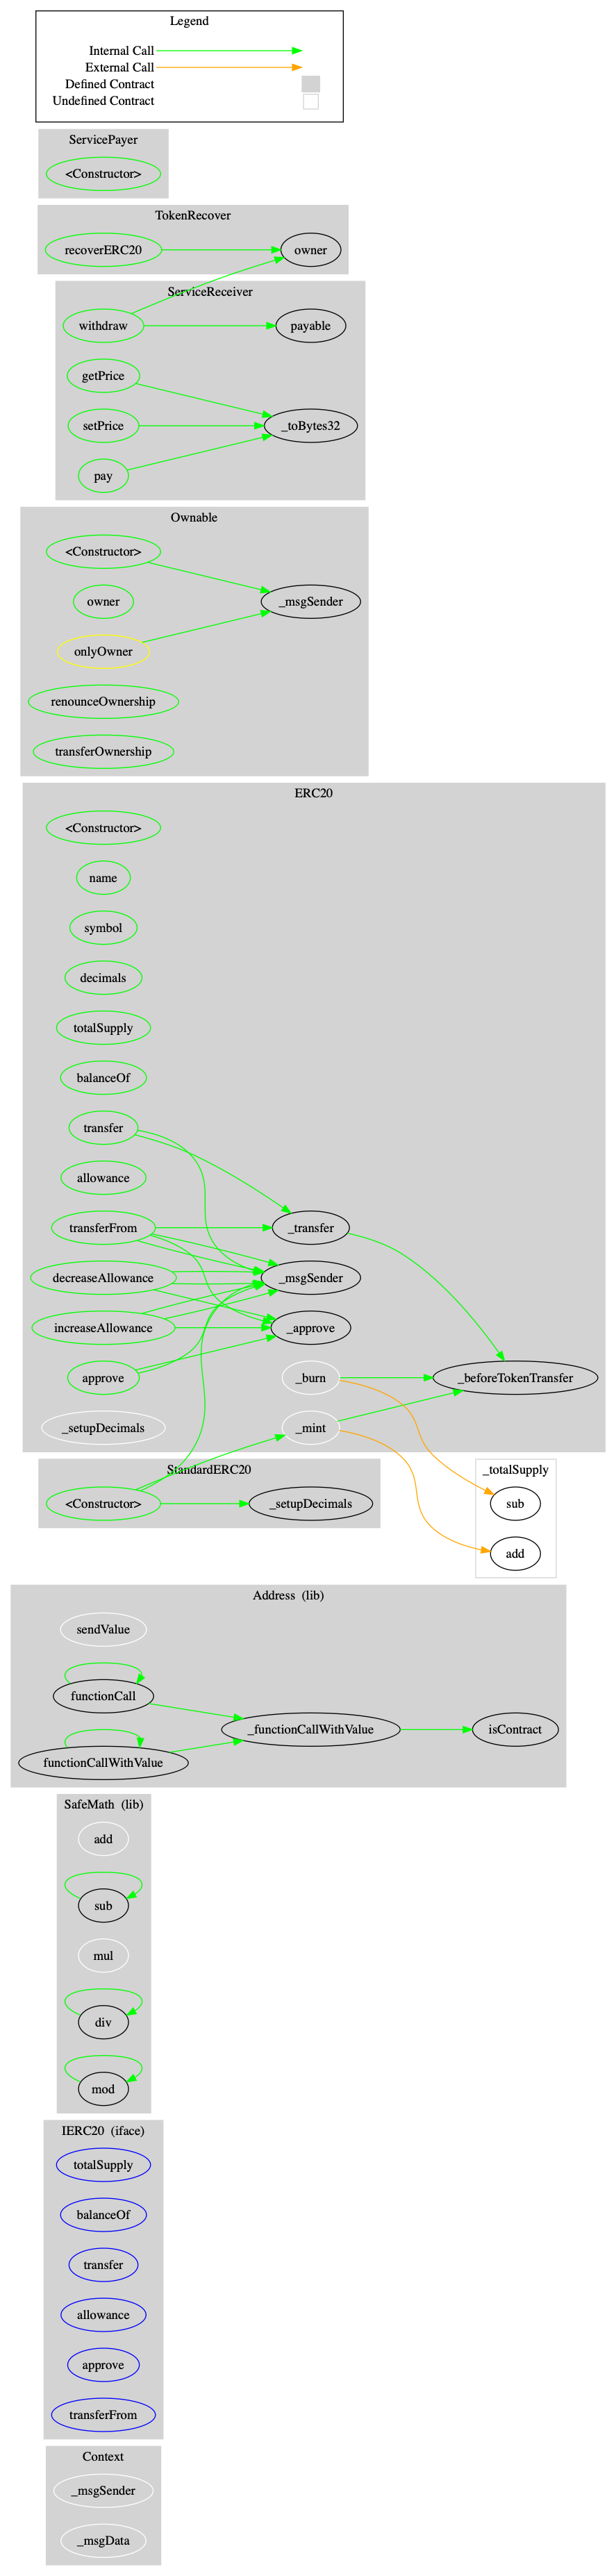 Legend
Internal Call
External Call
Defined Contract
Undefined Contract
ServicePayer
<Constructor>
TokenRecover
recoverERC20
owner
ServiceReceiver
withdraw
payable
getPrice
setPrice
_toBytes32
pay
Ownable
<Constructor>
owner
_msgSender
onlyOwner
renounceOwnership
transferOwnership
ERC20
<Constructor>
name
symbol
decimals
totalSupply
balanceOf
transfer
allowance
transferFrom
_transfer
decreaseAllowance
_msgSender
increaseAllowance
_approve
approve
_burn
_beforeTokenTransfer
_setupDecimals
_mint
StandardERC20
<Constructor>
_setupDecimals
_totalSupply
sub
add
Address (lib)
sendValue
functionCall
_functionCallWithValue
isContract
functionCallWithValue
SafeMath (lib)
add
sub
mul
div
mod
IERC20 (iface)
totalSupply
balanceOf
transfer
allowance
approve
transferFrom
Context
_msgSender
_msgData